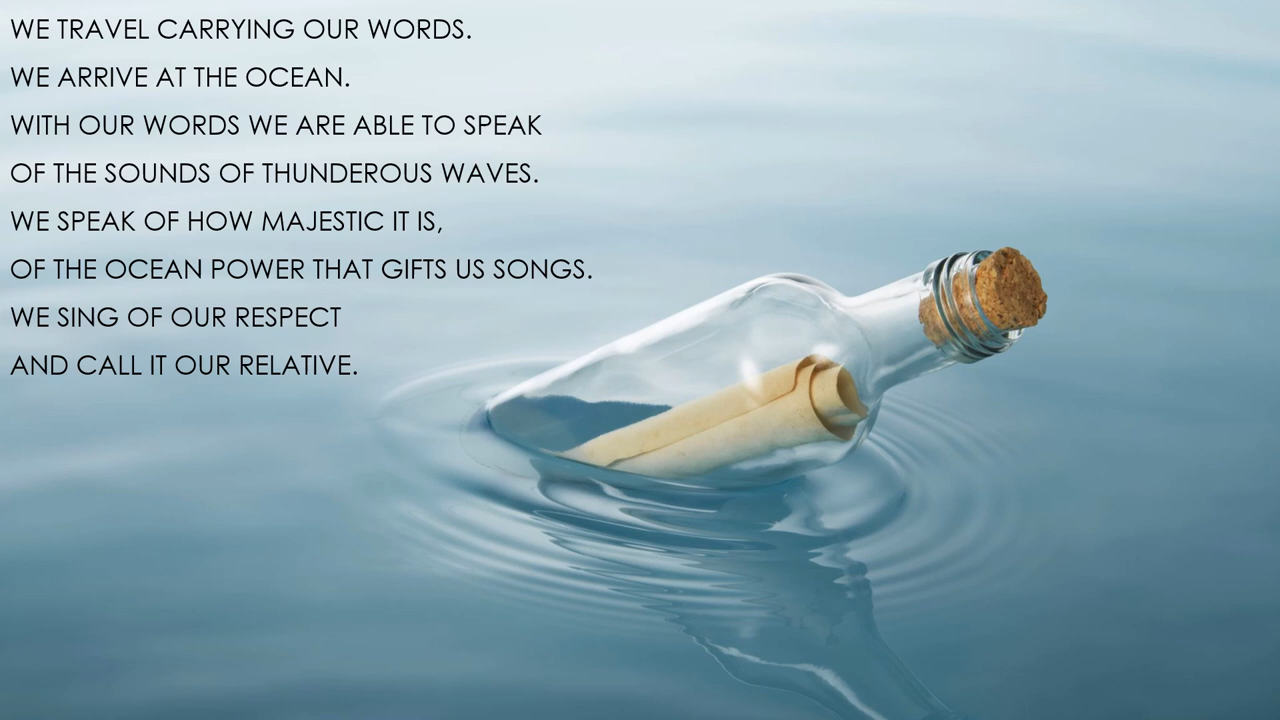 WE TRAVEL CARRYING OUR WORDS.
WE ARRIVE AT THE OCEAN.
WITH OUR WORDS WE ARE ABLE TO SPEAK
OF THE SOUNDS OF THUNDEROUS WAVES.
WE SPEAK OF HOW MAJESTIC IT IS,
OF THE OCEAN POWER THAT GIFTS US SONGS.
WE SING OF OUR RESPECT
AND CALL IT OUR RELATIVE.